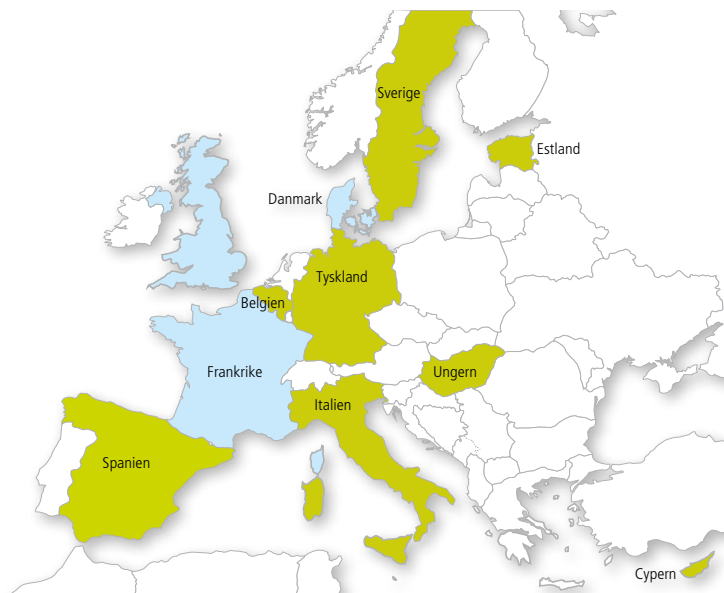 Sverige
Estland
Danmark
Tyskland
Belgien
Frankrike
Ungern
Italien
Spanien
Cypern